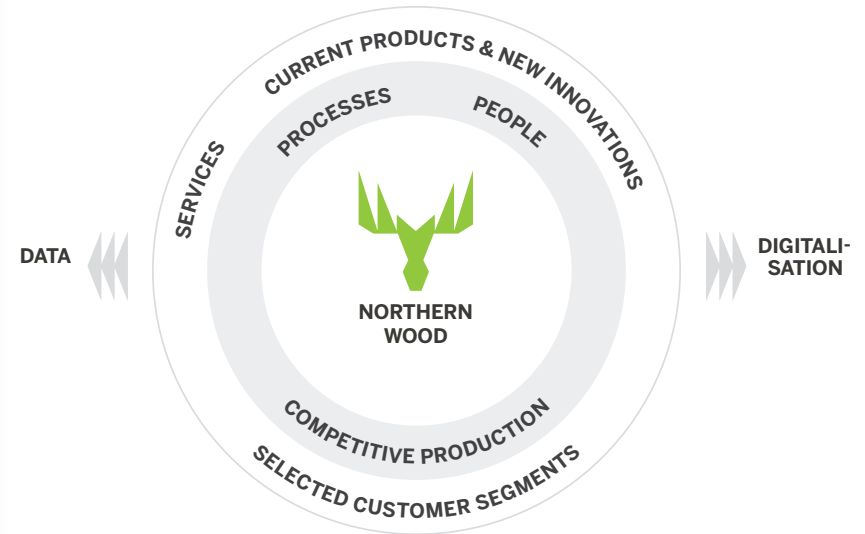 CURRENT PRODUCTS & NEW INNOVATIONS
PROCESSES
PEOPLE
SERVICES
DATA
DIGITALI-
SATION
NORTHERN
WOOD
COMPETITIVE PRODUCTION
SELECTED CUSTOMER SEGMENTS